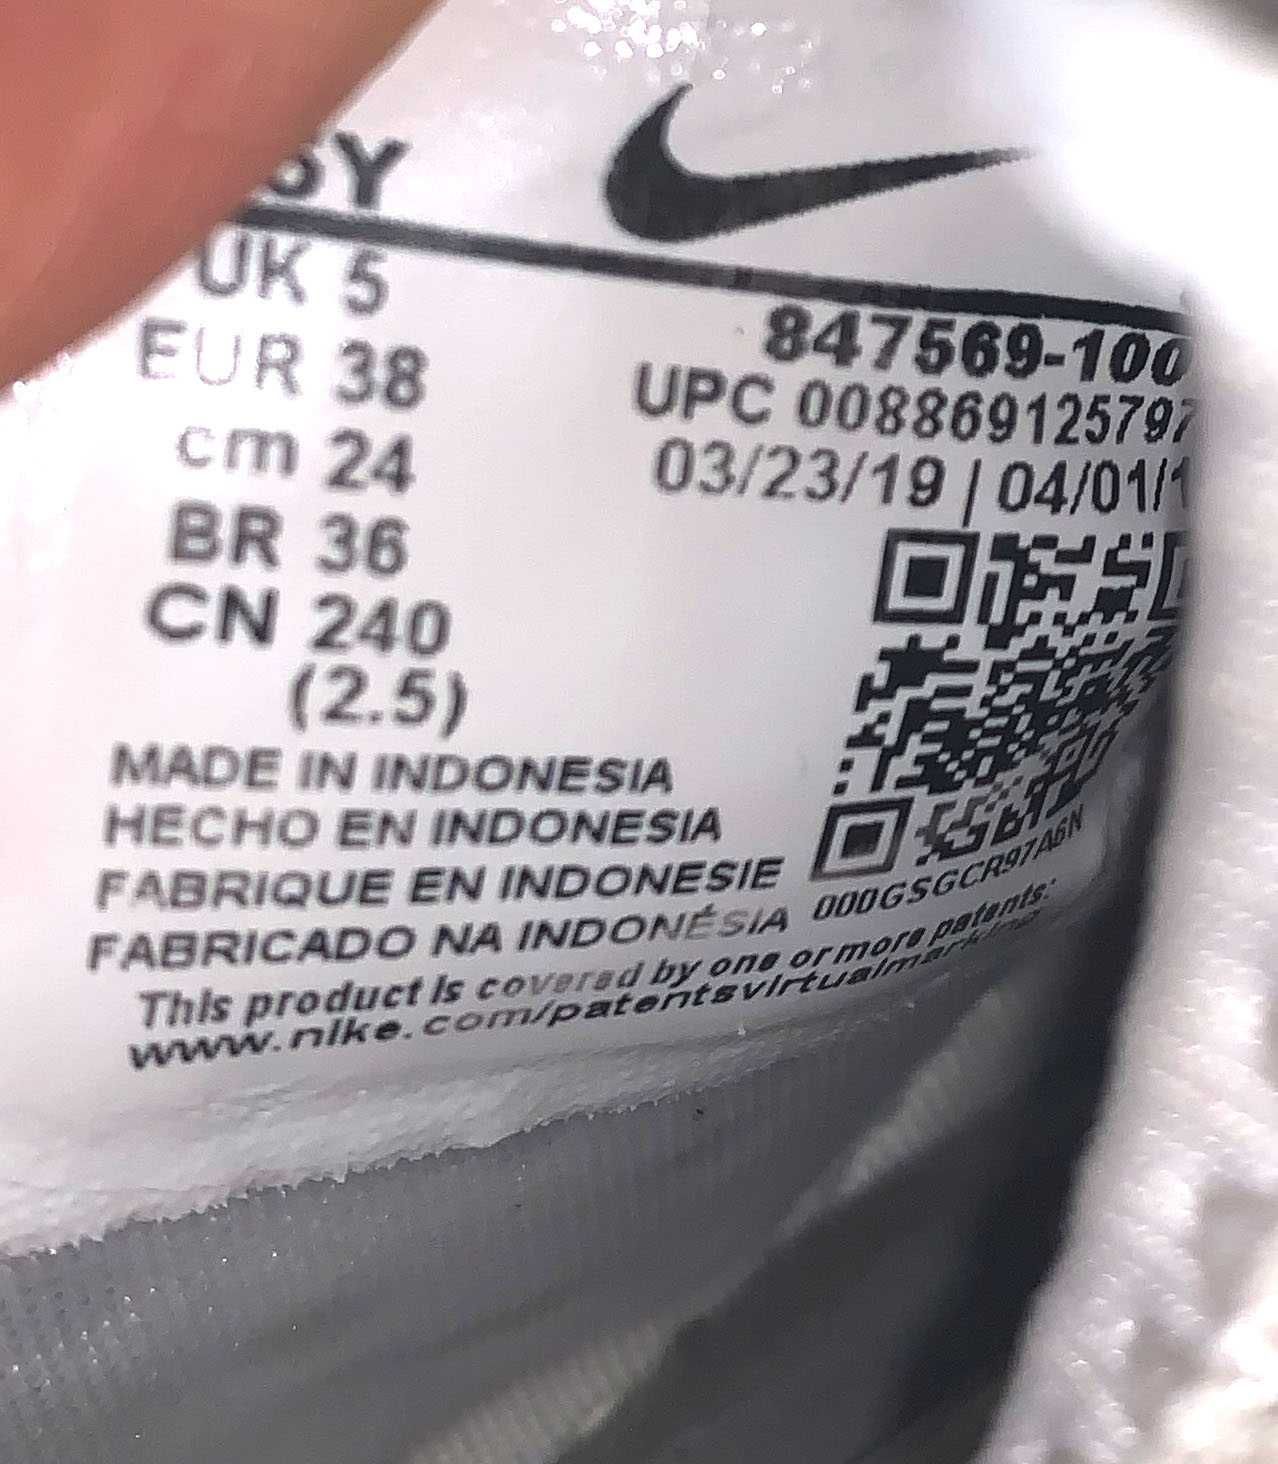 UK 5
EUR 38
cm 24
BR 36
CN 240
(2.5)
847569-100
UPC 00886912579
03/23/19 | 04/01/1
MADE IN INDONESIA
HECHO EN INDONESIA
FABRIQUE EN INDONESIE
FABRICADO NA INDONÉSIA
000GSGCR97A6N
This product is covered by one or more patents:
www.nike.com/patentsvirtualmarking